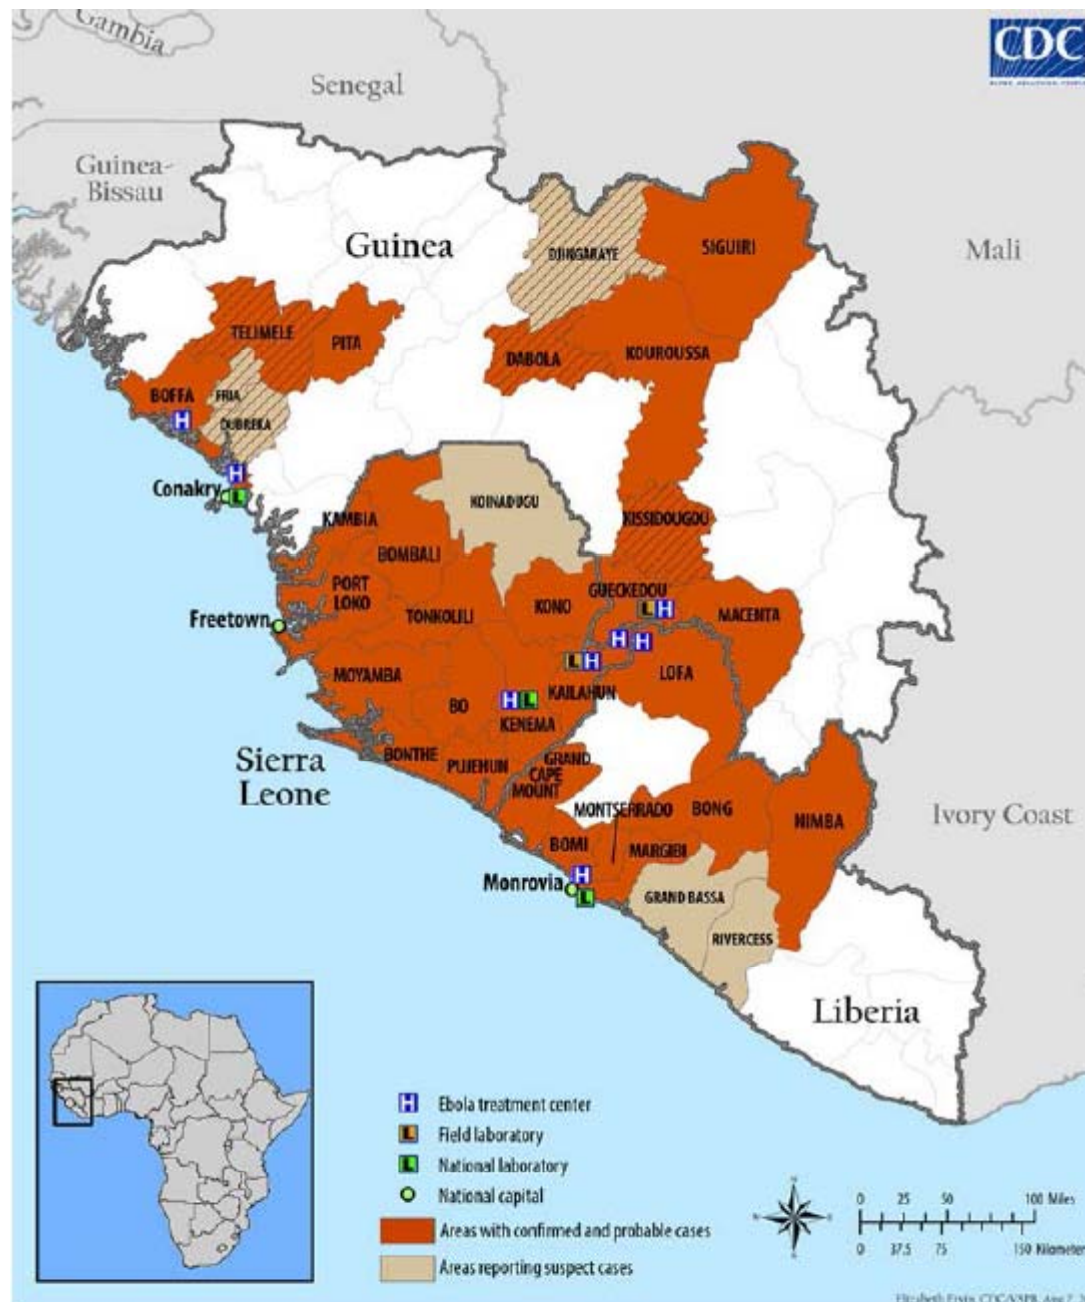 Gambia
CDC
Senegal
Guinea-
Bissau
Guinea
Mali
DJINGARAYE
SIGUIRI
TELIMELE
PITA
DABOLA
KOUROUSSA
BOFFA
FRIA
DUBREKA
H
H
Conakry
L
KOINADUGU
KAMBIA
KISSIDOUGOU
BOMBALI
PORT
LOKO
KONO
GUECKEDOU
L H
MACENTA
Freetown
TONKOLILI
H H
L H
MOYAMBA
LOFA
KAILAHUN
BO
H L
KENEMA
BONTHE
PUJEHUN
GRAND
CAPE
MOUNT
Sierra
Leone
MONTSERRADO
BONG
NIMBA
Ivory Coast
BOMI
MARGIBI
H
Monrovia
L
GRAND BASSA
RIVERCESS
Liberia
H Ebola treatment center
L Field laboratory
L National laboratory
National capital
Areas with confirmed and probable cases
Areas reporting suspect cases
0 25 50 100 Miles
0 37.5 75 150 Kilometer